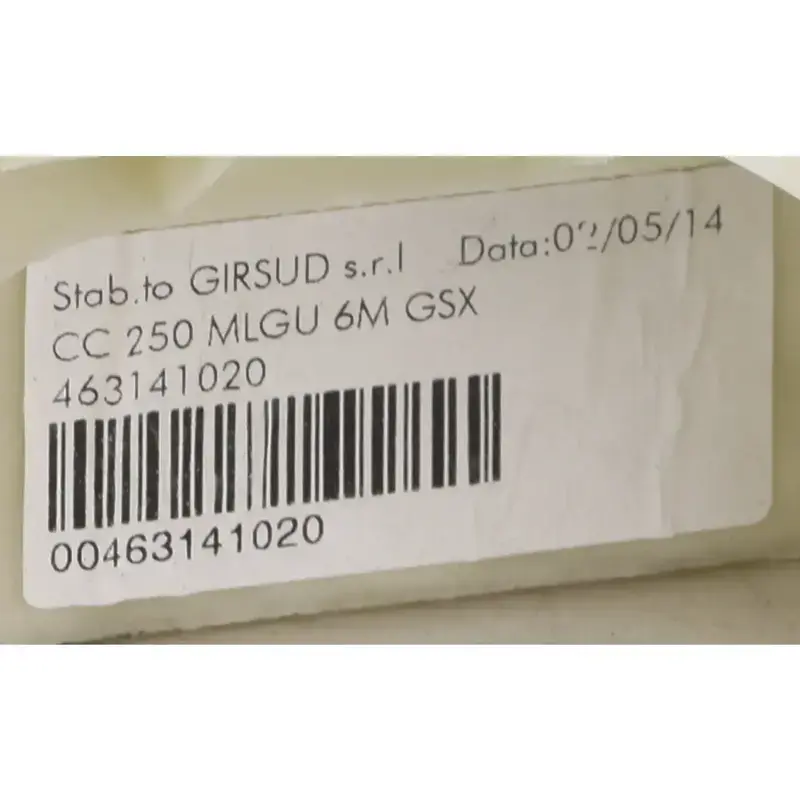 Stab.to GIRSUD s.r.l Data:02/05/14
CC 250 MLGU 6M GSX
463141020
00463141020